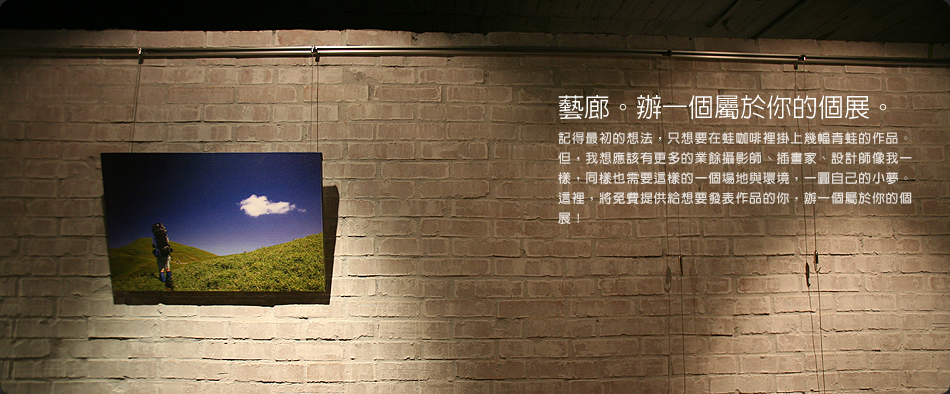 藝廊。辦一個屬於你的個展。
記得最初的想法，只想要在蛙咖啡裡掛上幾幅青蛙的作品。
但，我想應該有更多的業餘攝影師、插畫家、設計師像我一
樣，同樣也需要這樣的一個場地與環境，一圓自己的小夢。
這裡，將免費提供給想要發表作品的你，辦一個屬於你的個
展！